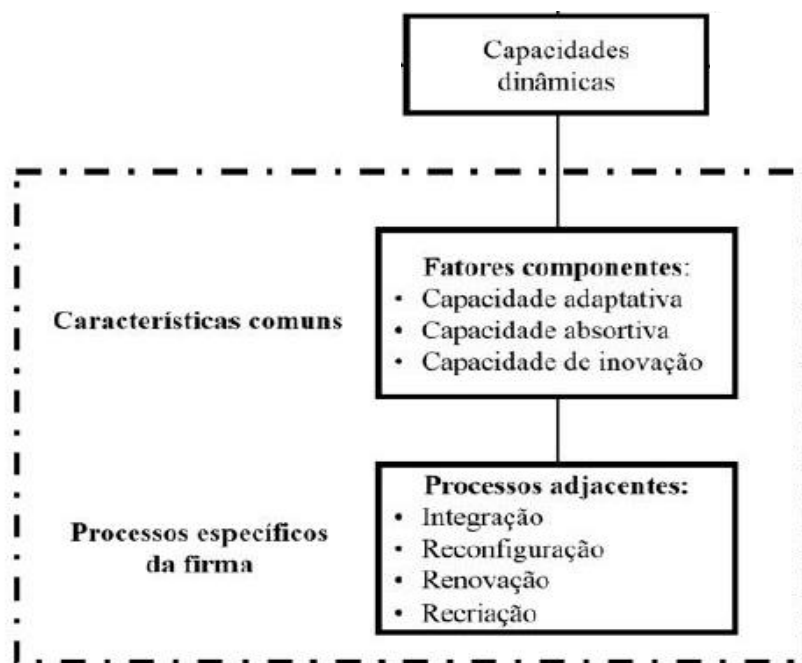 Capacidades
dinâmicas
Características comuns
Fatores componentes:
• Capacidade adaptativa
• Capacidade absortiva
• Capacidade de inovação
Processos específicos
da firma
Processos adjacentes:
• Integração
• Reconfiguração
• Renovação
• Recriação